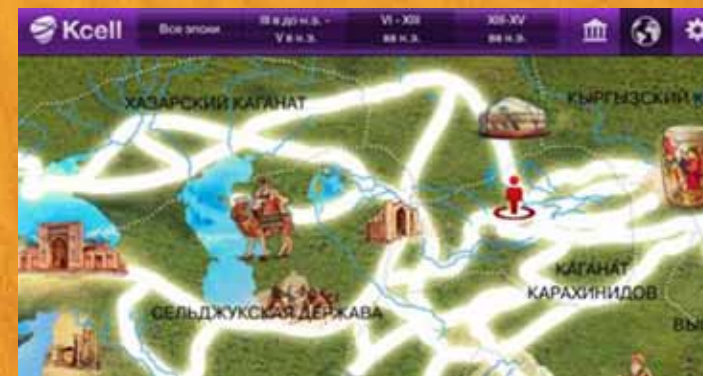 Kcell
Все эпохи
III в до н.э. -
V в н.э.
VI - XIII
вв н.э.
XIII-XV
вв н.э.
ХАЗАРСКИЙ КАГАНАТ
КЫРГЫЗСКИЙ
СЕЛЬДЖУКСКАЯ ДЕРЖАВА
КАГАНАТ
КАРАХИНИДОВ